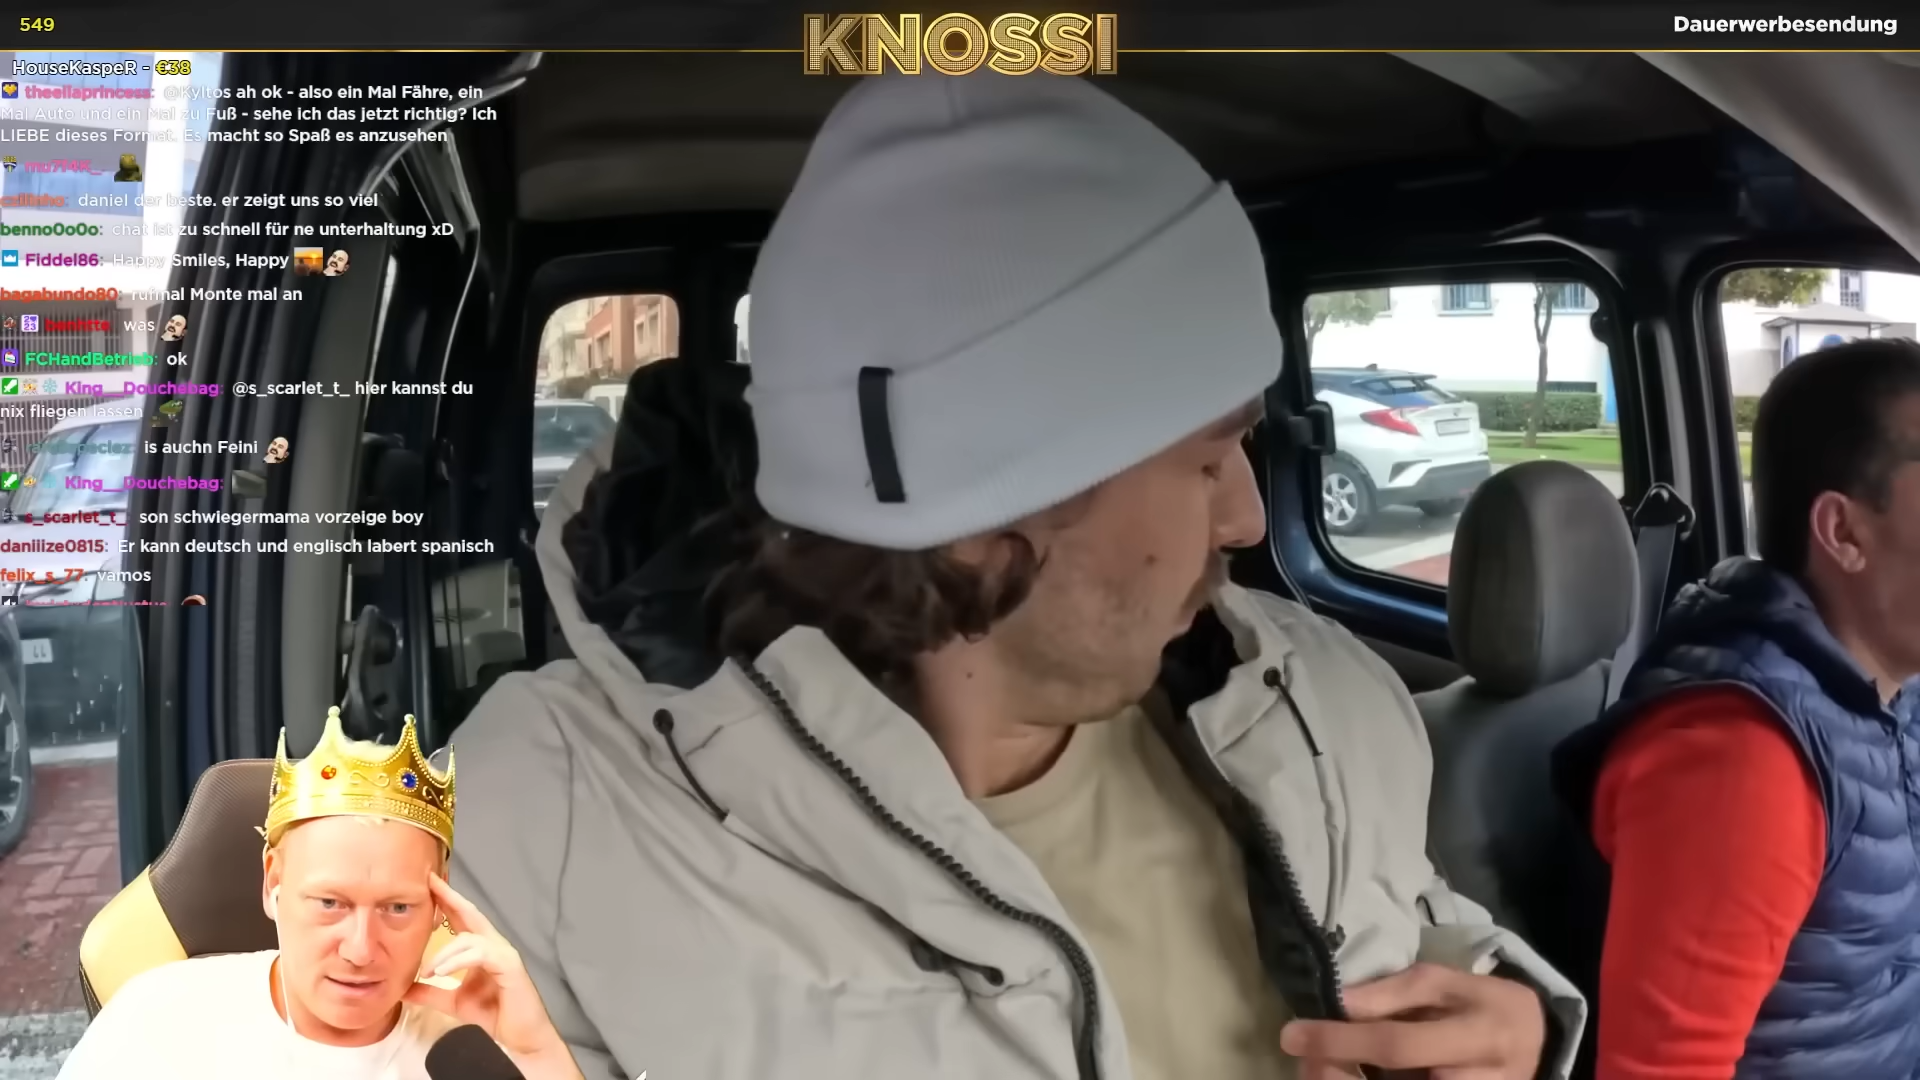 549
KNOSSI
Dauerwerbesendung
HouseKaspeR - €38
theellaprincess: @Kyltos ah ok - also ein Mal Fähre, ein
Mal Auto und ein Mal zu Fuß - sehe ich das jetzt richtig? Ich
LIEBE dieses Format. Es macht so Spaß es anzusehen
daniel der beste. er zeigt uns so viel
benno0o0o: chat ist zu schnell für ne unterhaltung xD
Fiddel86: Happy Smiles, Happy
bagabundo80: rufmal Monte mal an
was
FCHandBetrieb: ok
King__Douchebag: @s_scarlet_t_ hier kannst du
nix fliegen lassen
is auchn Feini
King__Douchebag:
s_scarlet_t_ son schwiegermama vorzeige boy
daniiize0815: Er kann deutsch und englisch labert spanisch
felix_s_77: vamos